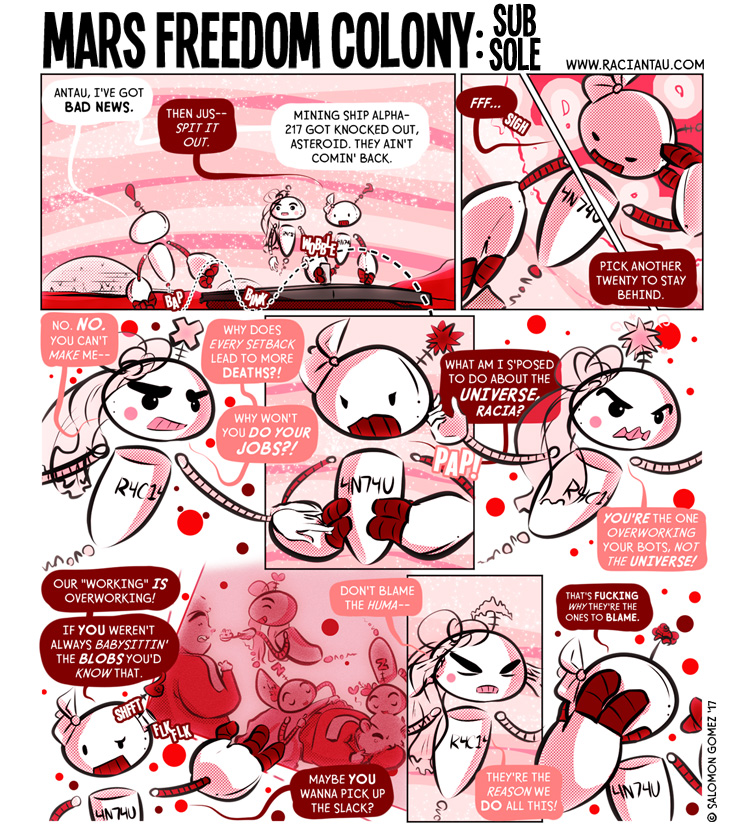 MARS FREEDOM COLONY: SUB SOLE
WWW.RACIANTAU.COM
ANTAU, I'VE GOT
BAD NEWS.
THEN JUS--
SPIT IT
OUT.
MINING SHIP ALPHA-
217 GOT KNOCKED OUT,
ASTEROID. THEY AIN'T
COMIN' BACK.
!
?
WOBBLE
BAP
BINK
FFF...
SIGH
4N74U
PICK ANOTHER
TWENTY TO STAY
BEHIND.
NO. NO.
YOU CAN'T
MAKE ME--
R4C14
WHY DOES
EVERY SETBACK
LEAD TO MORE
DEATHS?!
WHY WON'T
YOU DO YOUR
JOBS?!
4N74U
WHAT AM I S'POSED
TO DO ABOUT THE
UNIVERSE,
RACIA?
PAP!
R4C14
YOU'RE THE ONE
OVERWORKING
YOUR BOTS, NOT
THE UNIVERSE!
OUR "WORKING" IS
OVERWORKING!
IF YOU WEREN'T
ALWAYS BABYSITTIN'
THE BLOBS YOU'D
KNOW THAT.
SHFFT
FLK
FLK
4N74U
MAYBE YOU
WANNA PICK UP
THE SLACK?
DON'T BLAME
THE HUMA--
R4C14
THEY'RE THE
REASON WE
DO ALL THIS!
THAT'S FUCKING
WHY THEY'RE THE
ONES TO BLAME.
4N74U
© SALOMON GOMEZ '17